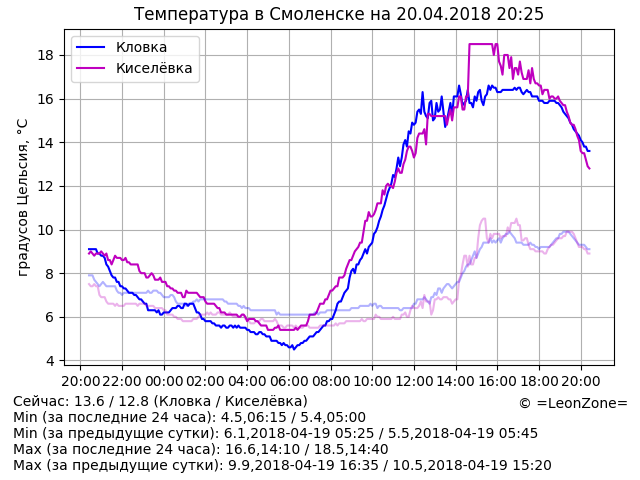 Температура в Смоленске на 20.04.2018 20:25
Кловка
Киселёвка
градусов Цельсия, °C
18
16
14
12
10
8
6
4
20:00 22:00 00:00 02:00 04:00 06:00 08:00 10:00 12:00 14:00 16:00 18:00 20:00
Сейчас: 13.6 / 12.8 (Кловка / Киселёвка)
© =LeonZone=
Min (за последние 24 часа): 4.5,06:15 / 5.4,05:00
Min (за предыдущие сутки): 6.1,2018-04-19 05:25 / 5.5,2018-04-19 05:45
Max (за последние 24 часа): 16.6,14:10 / 18.5,14:40
Max (за предыдущие сутки): 9.9,2018-04-19 16:35 / 10.5,2018-04-19 15:20